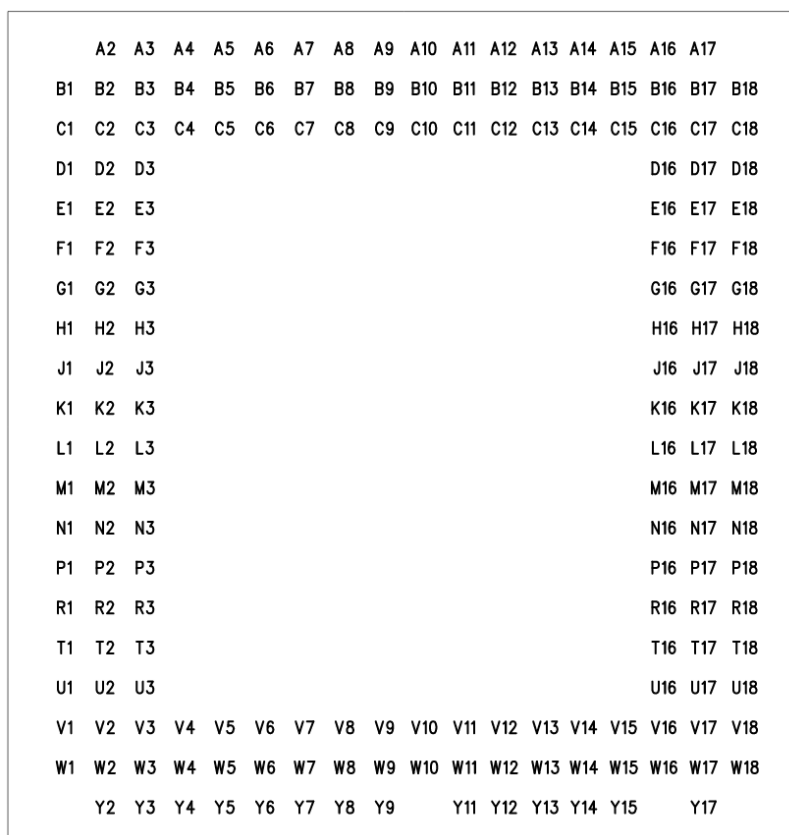 A2 A3 A4 A5 A6 A7 A8 A9 A10 A11 A12 A13 A14 A15 A16 A17
B1 B2 B3 B4 B5 B6 B7 B8 B9 B10 B11 B12 B13 B14 B15 B16 B17 B18
C1 C2 C3 C4 C5 C6 C7 C8 C9 C10 C11 C12 C13 C14 C15 C16 C17 C18
D1 D2 D3 D16 D17 D18
E1 E2 E3 E16 E17 E18
F1 F2 F3 F16 F17 F18
G1 G2 G3 G16 G17 G18
H1 H2 H3 H16 H17 H18
J1 J2 J3 J16 J17 J18
K1 K2 K3 K16 K17 K18
L1 L2 L3 L16 L17 L18
M1 M2 M3 M16 M17 M18
N1 N2 N3 N16 N17 N18
P1 P2 P3 P16 P17 P18
R1 R2 R3 R16 R17 R18
T1 T2 T3 T16 T17 T18
U1 U2 U3 U16 U17 U18
V1 V2 V3 V4 V5 V6 V7 V8 V9 V10 V11 V12 V13 V14 V15 V16 V17 V18
W1 W2 W3 W4 W5 W6 W7 W8 W9 W10 W11 W12 W13 W14 W15 W16 W17 W18
Y2 Y3 Y4 Y5 Y6 Y7 Y8 Y9 Y11 Y12 Y13 Y14 Y15 Y17